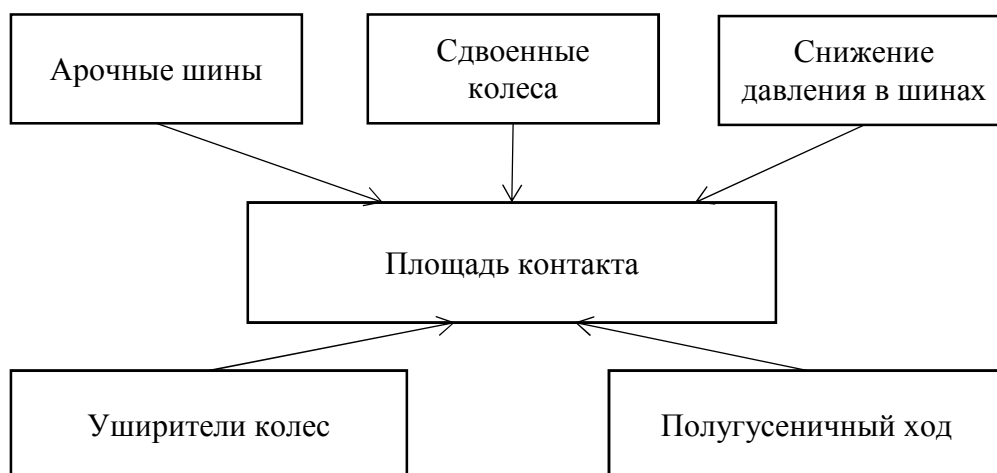 Арочные шины
Сдвоенные
колеса
Снижение
давления в шинах
Площадь контакта
Уширители колес
Полугусеничный ход